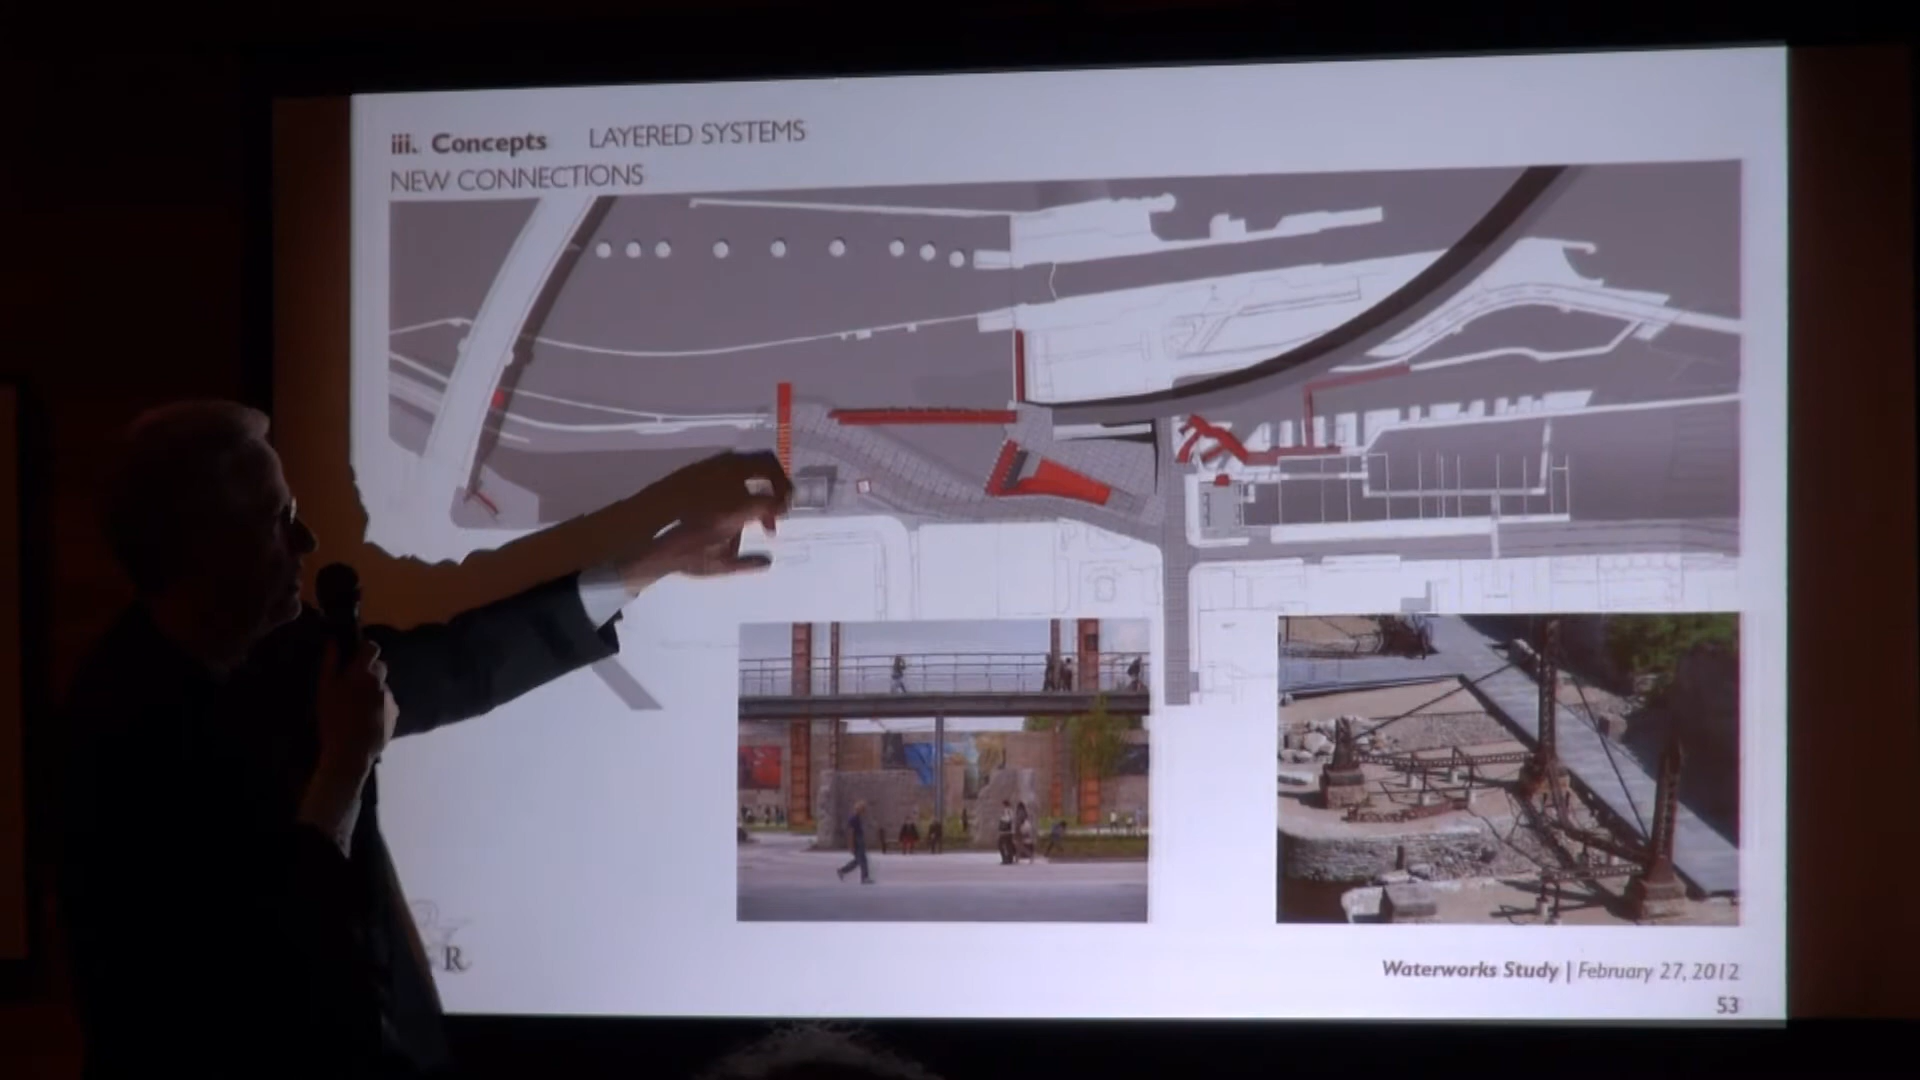 iii. Concepts LAYERED SYSTEMS
NEW CONNECTIONS
R
Waterworks Study | February 27, 2012
53